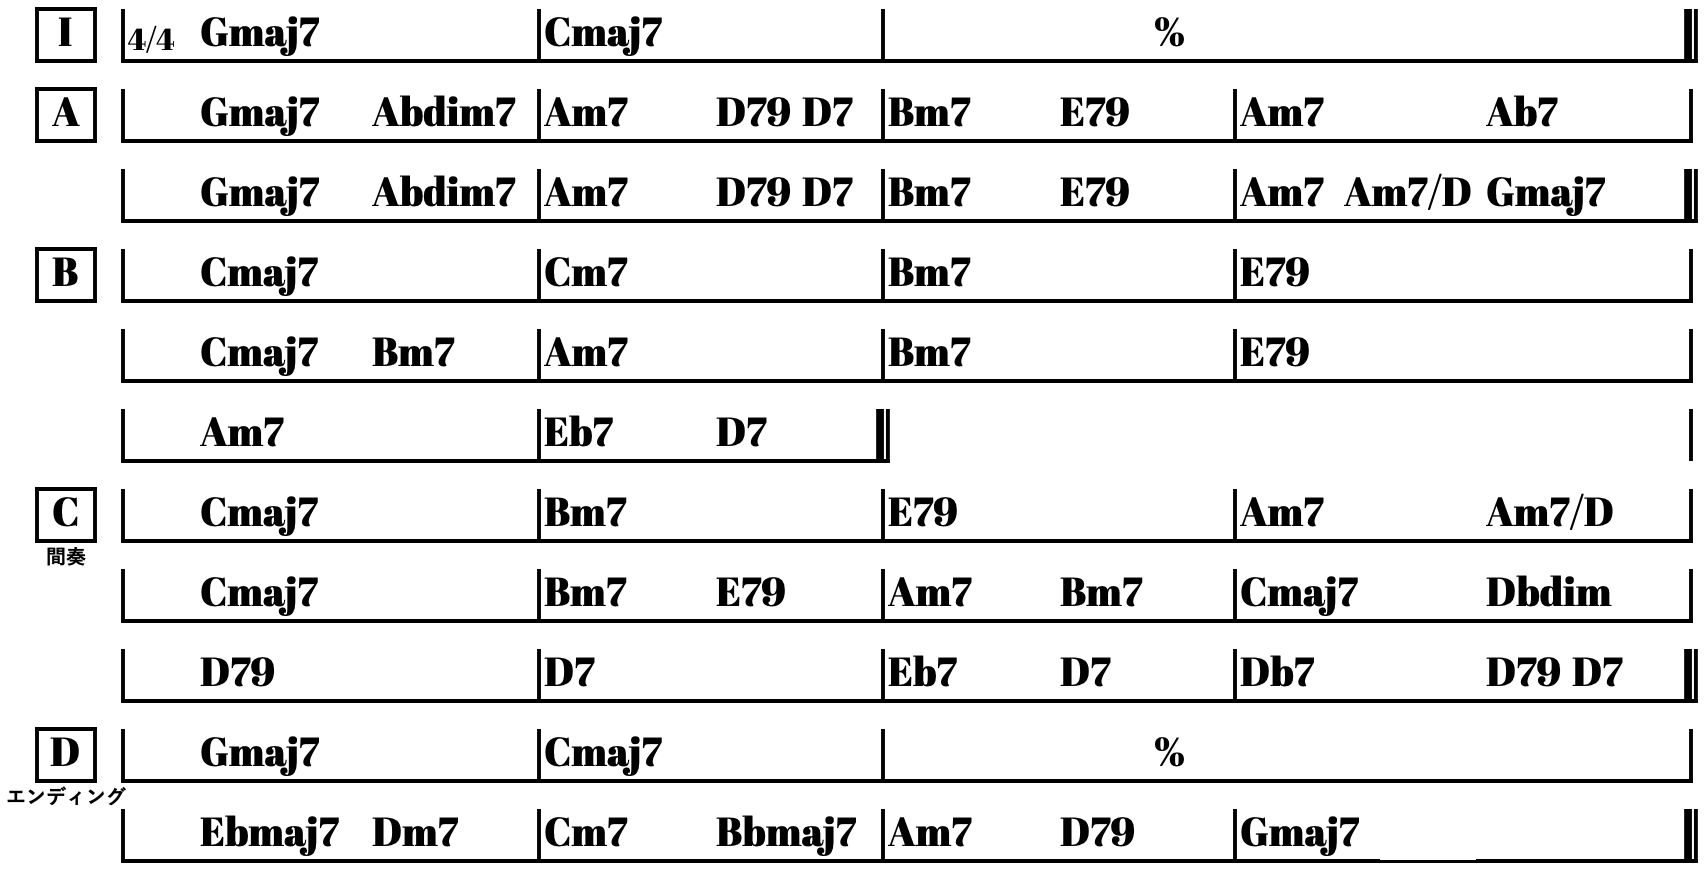 I 4/4 Gmaj7 Cmaj7 %
A Gmaj7 Abdim7 Am7 D79 D7 Bm7 E79 Am7 Ab7
Gmaj7 Abdim7 Am7 D79 D7 Bm7 E79 Am7 Am7/D Gmaj7
B Cmaj7 Cm7 Bm7 E79
Cmaj7 Bm7 Am7 Bm7 E79
Am7 Eb7 D7
C Cmaj7 Bm7 E79 Am7 Am7/D
間奏
Cmaj7 Bm7 E79 Am7 Bm7 Cmaj7 Dbdim
D79 D7 Eb7 D7 Db7 D79 D7
D Gmaj7 Cmaj7 %
エンディング
Ebmaj7 Dm7 Cm7 Bbmaj7 Am7 D79 Gmaj7